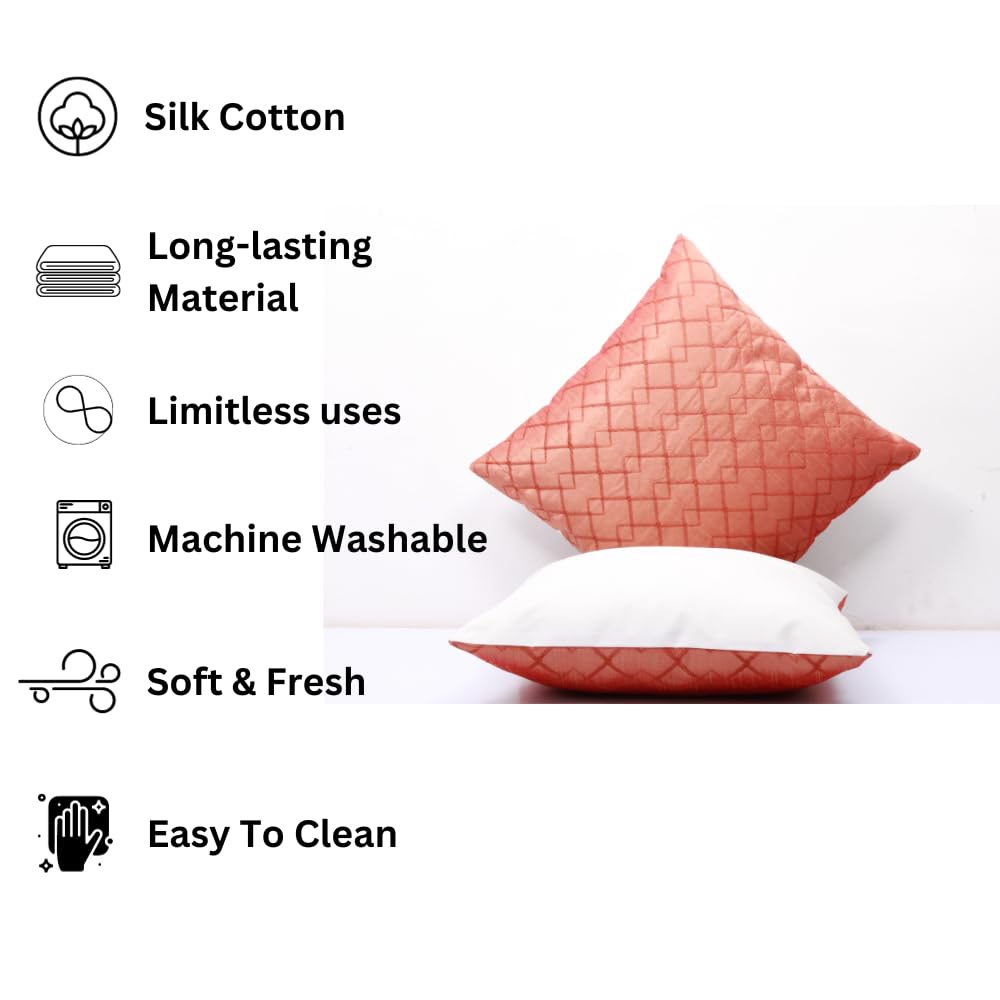 Silk Cotton
Long-lasting
Material
Limitless uses
Machine Washable
Soft & Fresh
Easy To Clean